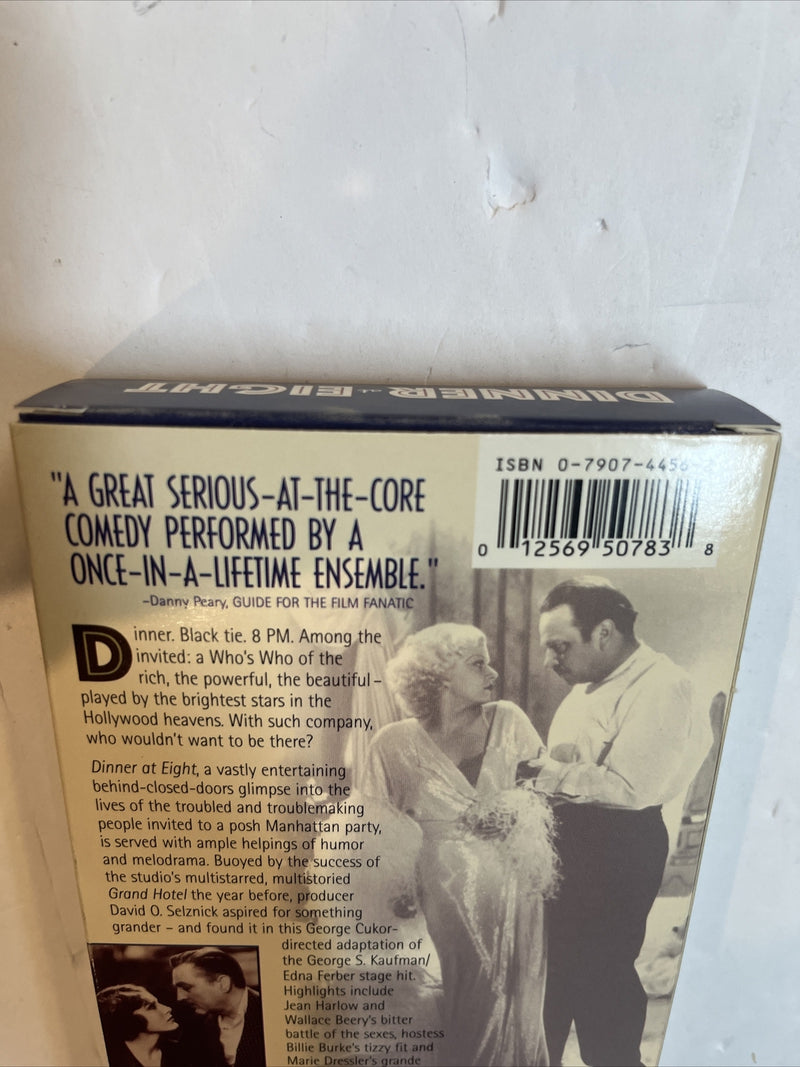 DINNER at EIGHT
"A GREAT SERIOUS-AT-THE-CORE
COMEDY PERFORMED BY A
ONCE-IN-A-LIFETIME ENSEMBLE."
–Danny Peary, GUIDE FOR THE FILM FANATIC
ISBN 0-7907-4456-
0 12569 50783 8
Dinner. Black tie. 8 PM. Among the
invited: a Who's Who of the
rich, the powerful, the beautiful –
played by the brightest stars in the
Hollywood heavens. With such company,
who wouldn't want to be there?
Dinner at Eight, a vastly entertaining
behind-closed-doors glimpse into the
lives of the troubled and troublemaking
people invited to a posh Manhattan party,
is served with ample helpings of humor
and melodrama. Buoyed by the success of
the studio's multistarred, multistoried
Grand Hotel the year before, producer
David O. Selznick aspired for something
grander – and found it in this George Cukor-
directed adaptation of
the George S. Kaufman/
Edna Ferber stage hit.
Highlights include
Jean Harlow and
Wallace Beery's bitter
battle of the sexes, hostess
Billie Burke's tizzy fit and
Marie Dressler's grande